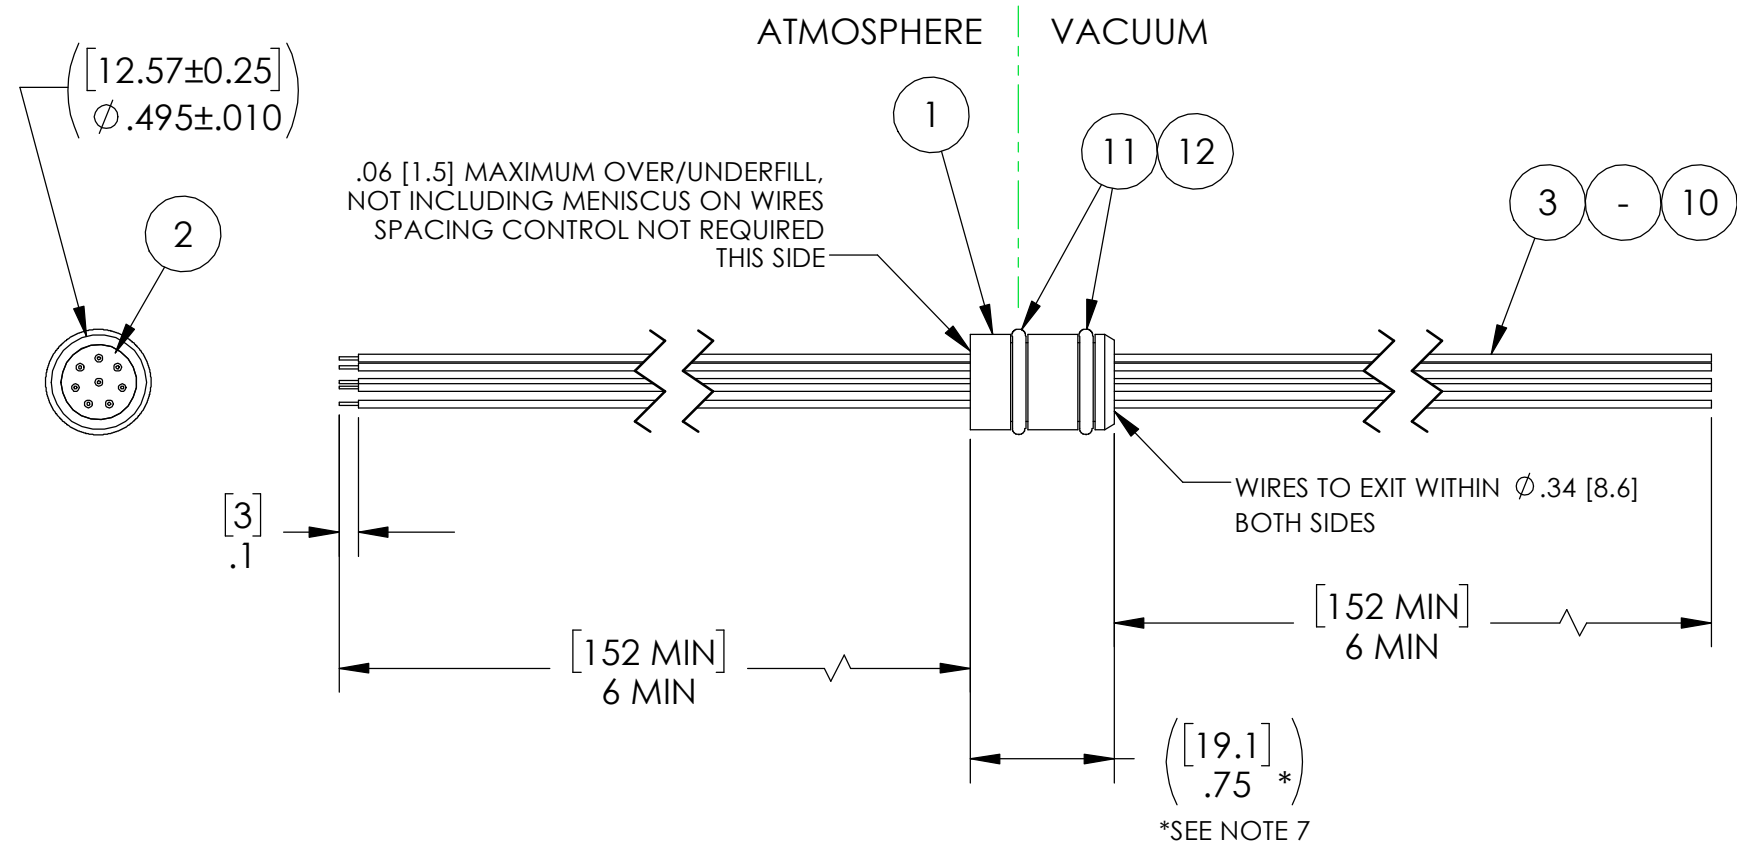 ATMOSPHERE
VACUUM
[12.57±0.25]
∅ .495±.010
1
11
12
.06 [1.5] MAXIMUM OVER/UNDERFILL,
NOT INCLUDING MENISCUS ON WIRES
SPACING CONTROL NOT REQUIRED
THIS SIDE
2
3
-
10
WIRES TO EXIT WITHIN ∅ .34 [8.6]
BOTH SIDES
[3]
.1
[152 MIN]
6 MIN
[152 MIN]
6 MIN
[19.1]
.75 *
*SEE NOTE 7